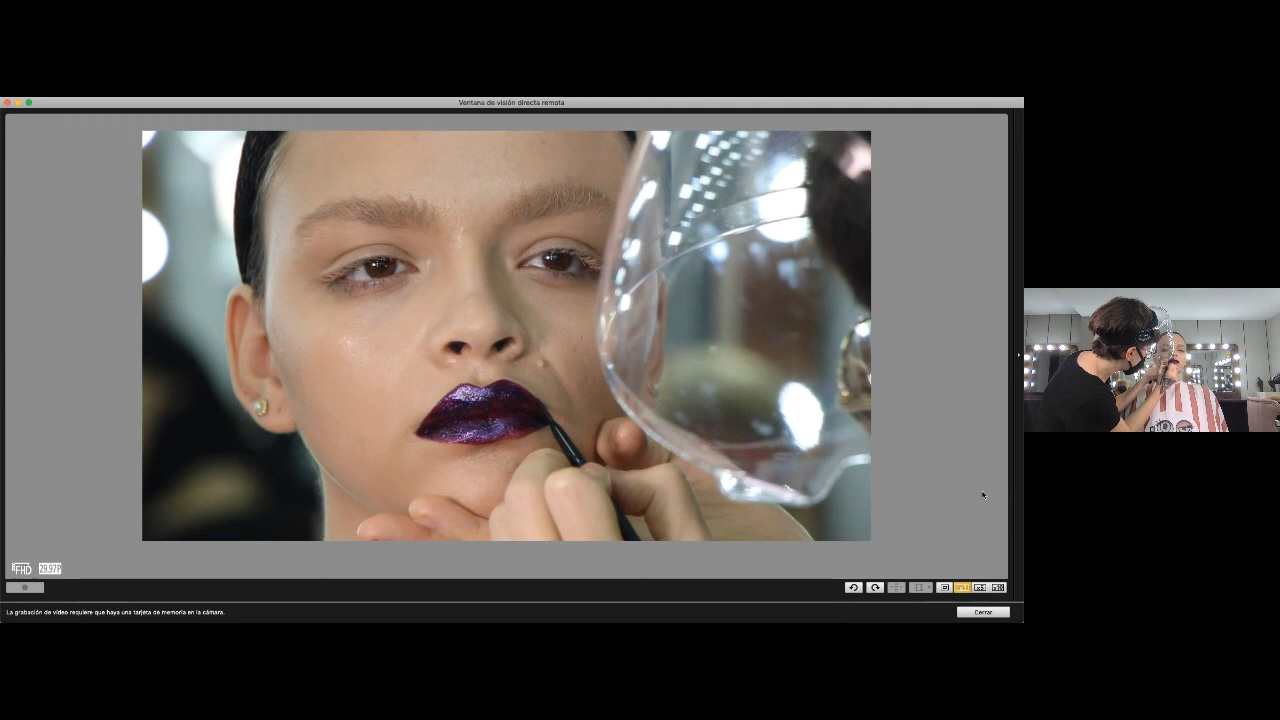 Ventana de visión directa remota
FHD 29.97P
La grabación de vídeo requiere que haya una tarjeta de memoria en la cámara.
Cerrar